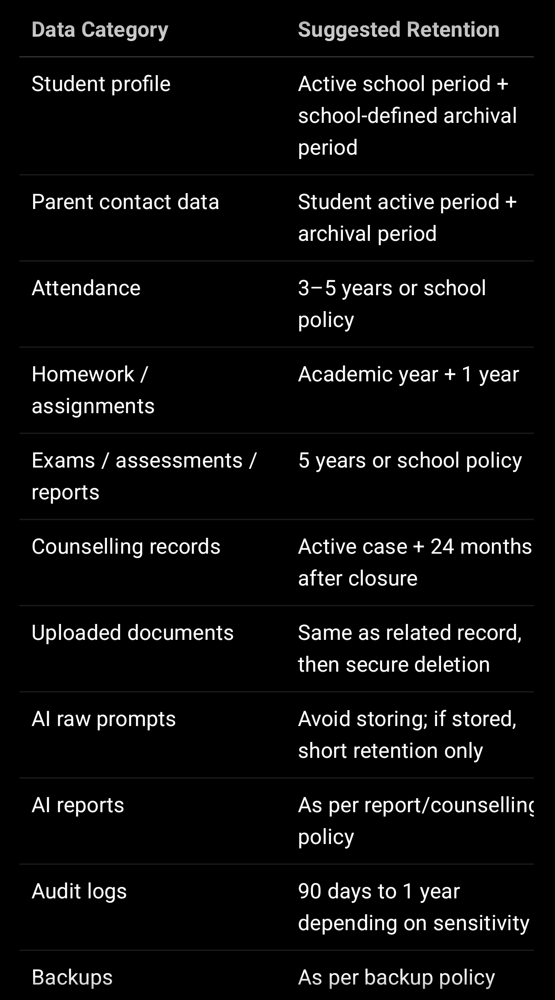 Data Category Suggested Retention
Student profile Active school period +
school-defined archival
period
Parent contact data Student active period +
archival period
Attendance 3–5 years or school
policy
Homework / Academic year + 1 year
assignments
Exams / assessments / 5 years or school policy
reports
Counselling records Active case + 24 months
after closure
Uploaded documents Same as related record,
then secure deletion
AI raw prompts Avoid storing; if stored,
short retention only
AI reports As per report/counselling
policy
Audit logs 90 days to 1 year
depending on sensitivity
Backups As per backup policy